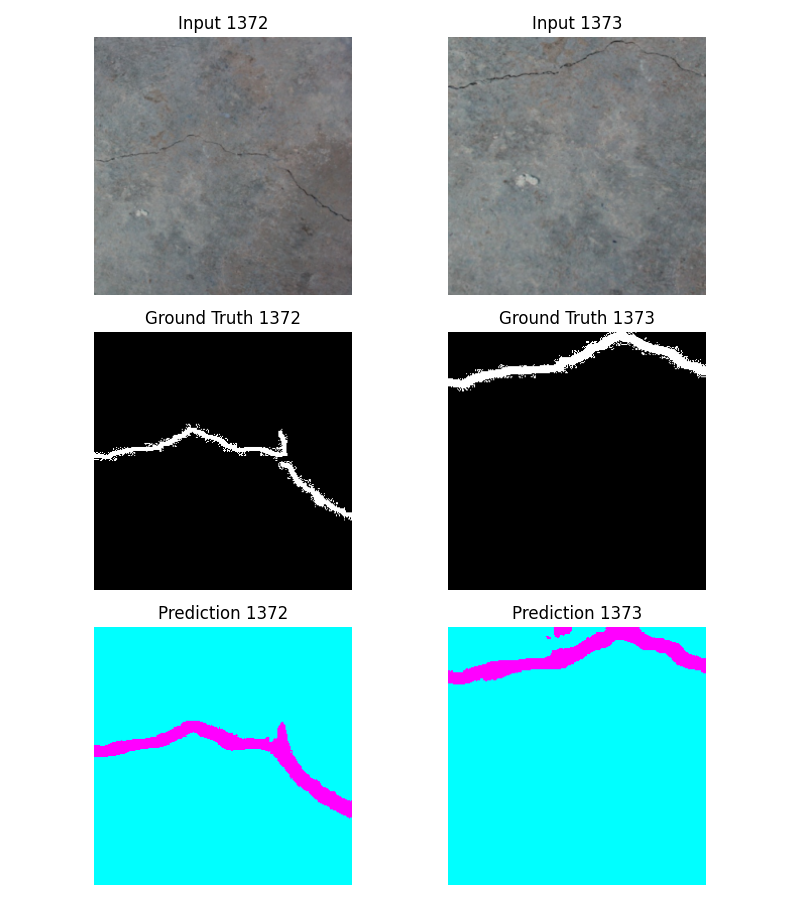 Input 1372
Input 1373
Ground Truth 1372
Ground Truth 1373
Prediction 1372
Prediction 1373